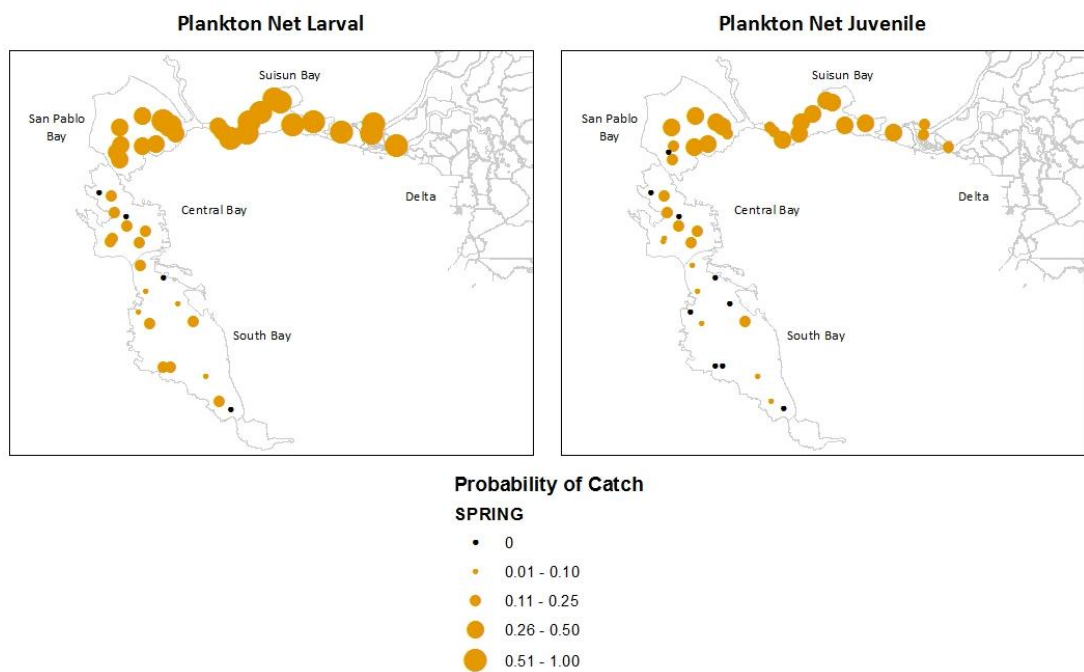 Plankton Net Larval
Suisun Bay
San Pablo
Bay
Central Bay
Delta
South Bay
Plankton Net Juvenile
Suisun Bay
San Pablo
Bay
Central Bay
Delta
South Bay
Probability of Catch
SPRING
0
0.01 - 0.10
0.11 - 0.25
0.26 - 0.50
0.51 - 1.00